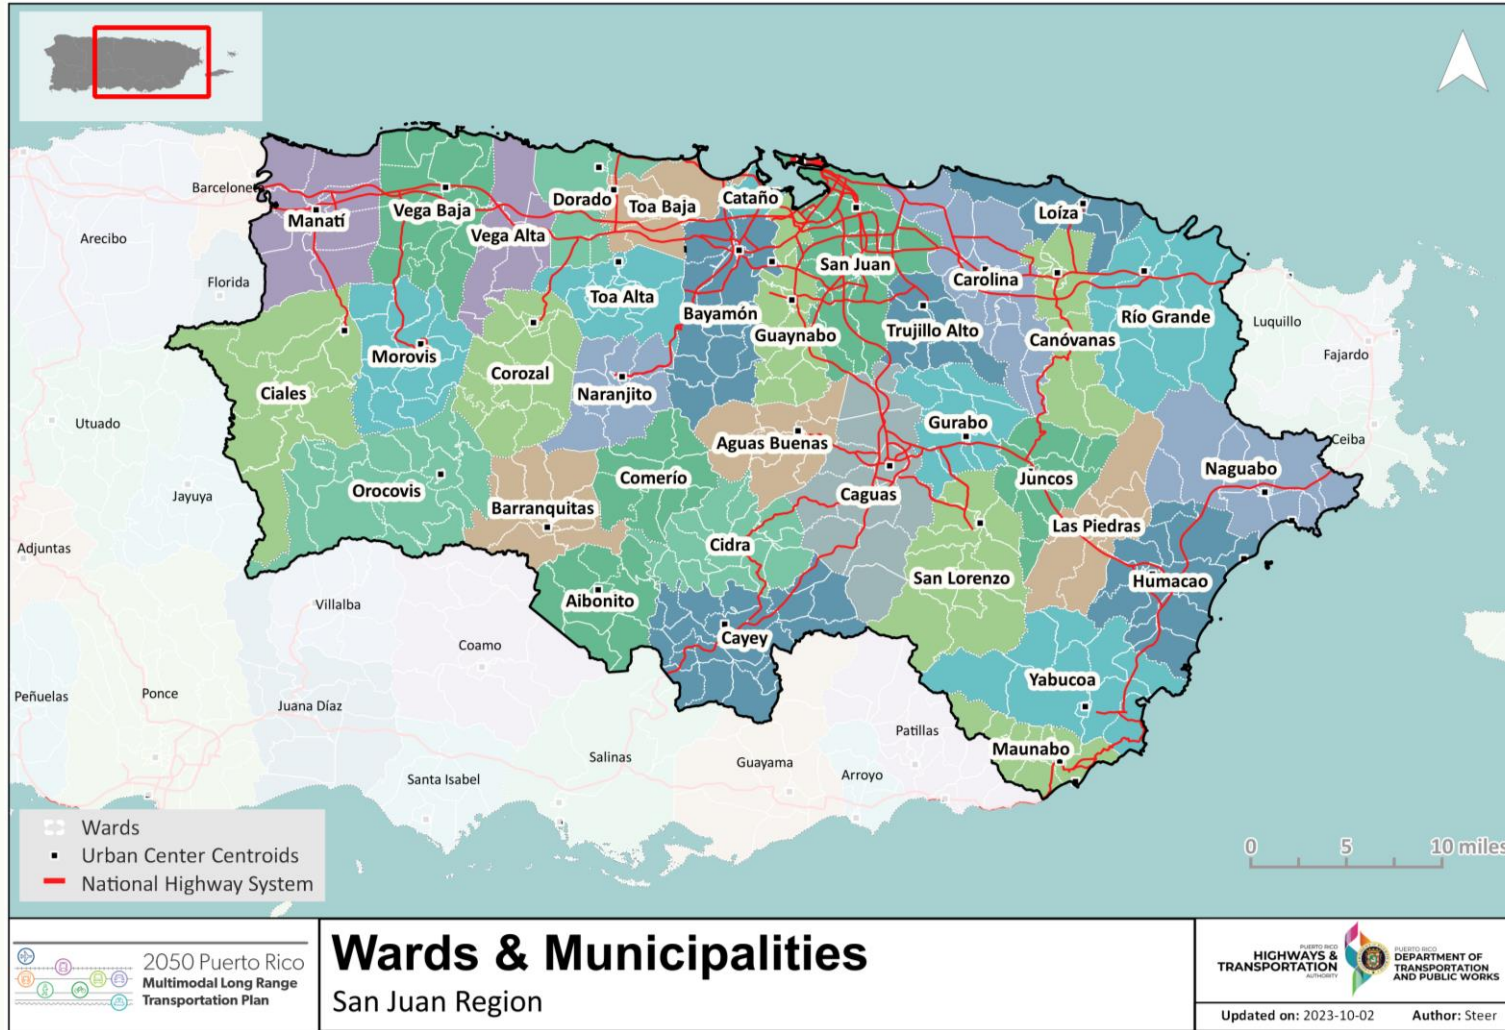 Barceloneta
Manatí
Vega Baja
Vega Alta
Dorado
Toa Baja
Cataño
San Juan
Loíza
Carolina
Arecibo
Florida
Toa Alta
Bayamón
Guaynabo
Trujillo Alto
Canóvanas
Río Grande
Luquillo
Fajardo
Ciales
Morovis
Corozal
Naranjito
Aguas Buenas
Gurabo
Ceiba
Utuado
Jayuya
Orocovis
Barranquitas
Comerío
Caguas
Juncos
Naguabo
Adjuntas
Cidra
Las Piedras
San Lorenzo
Humacao
Villalba
Aibonito
Coamo
Cayey
Yabucoa
Peñuelas
Ponce
Juana Díaz
Salinas
Guayama
Patillas
Maunabo
Santa Isabel
Arroyo
Wards
Urban Center Centroids
National Highway System
0 5 10 miles
2050 Puerto Rico
Multimodal Long Range
Transportation Plan
Wards & Municipalities
San Juan Region
PUERTO RICO
HIGHWAYS &
TRANSPORTATION
AUTHORITY
PUERTO RICO
DEPARTMENT OF
TRANSPORTATION
AND PUBLIC WORKS
Updated on: 2023-10-02 Author: Steer